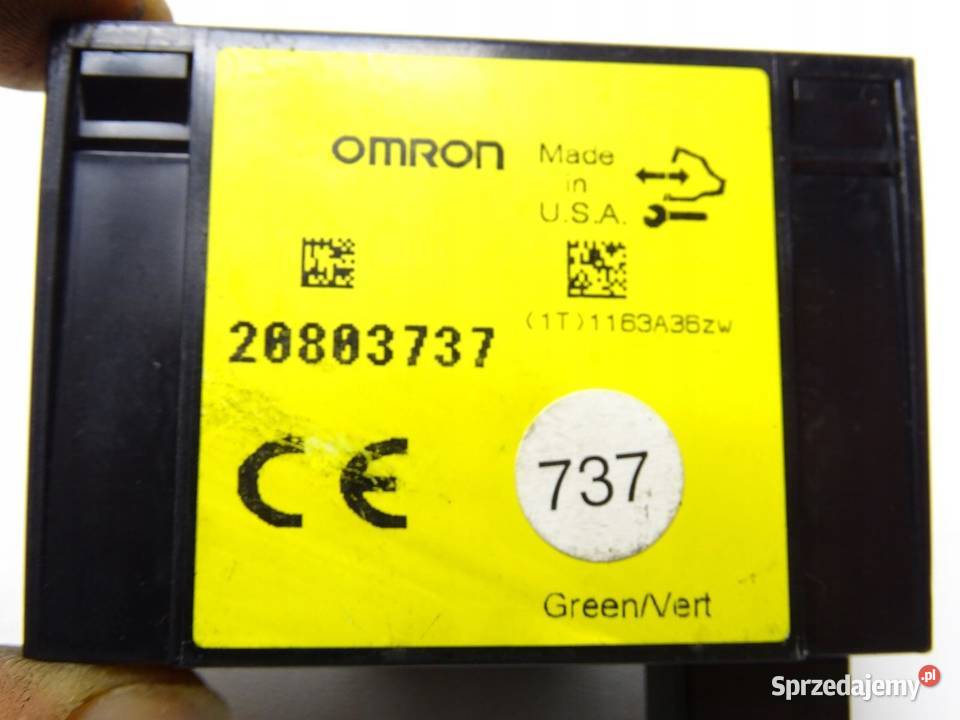 OMRON
Made
in
U.S.A.
20803737
(1T)1163A36zw
CE
737
Green/Vert
Sprzedajemy.pl